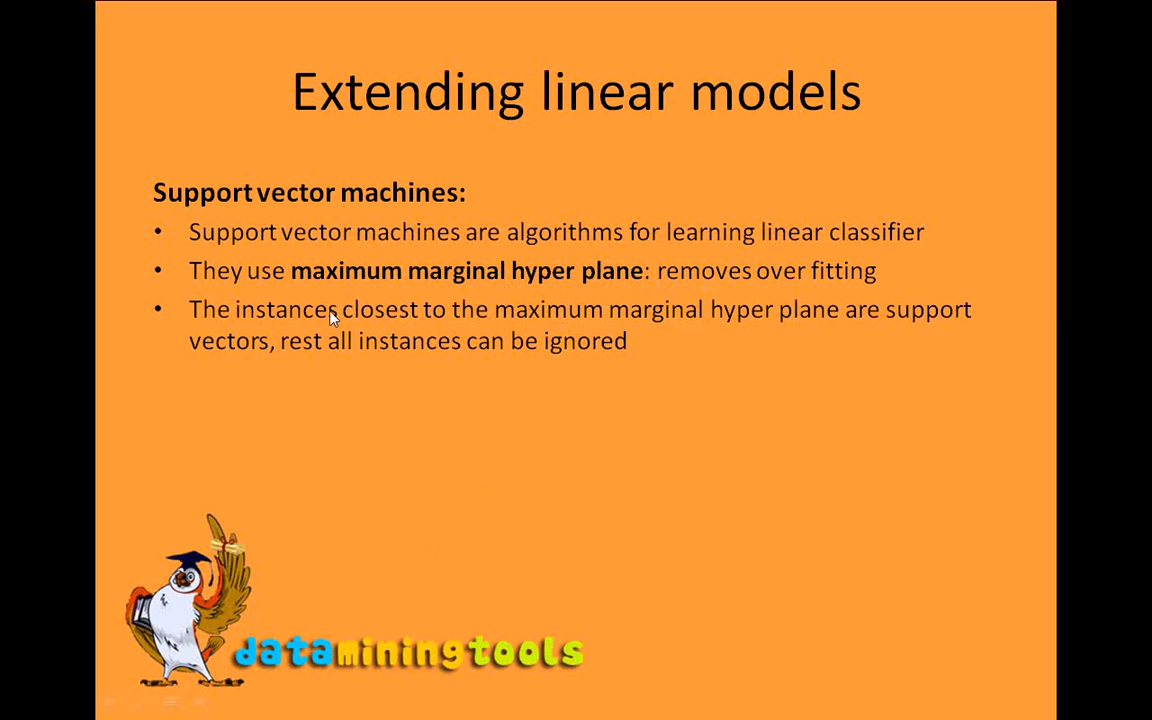 Extending linear models
Support vector machines:
• Support vector machines are algorithms for learning linear classifier
• They use maximum marginal hyper plane: removes over fitting
• The instances closest to the maximum marginal hyper plane are support
vectors, rest all instances can be ignored
dataminingtools